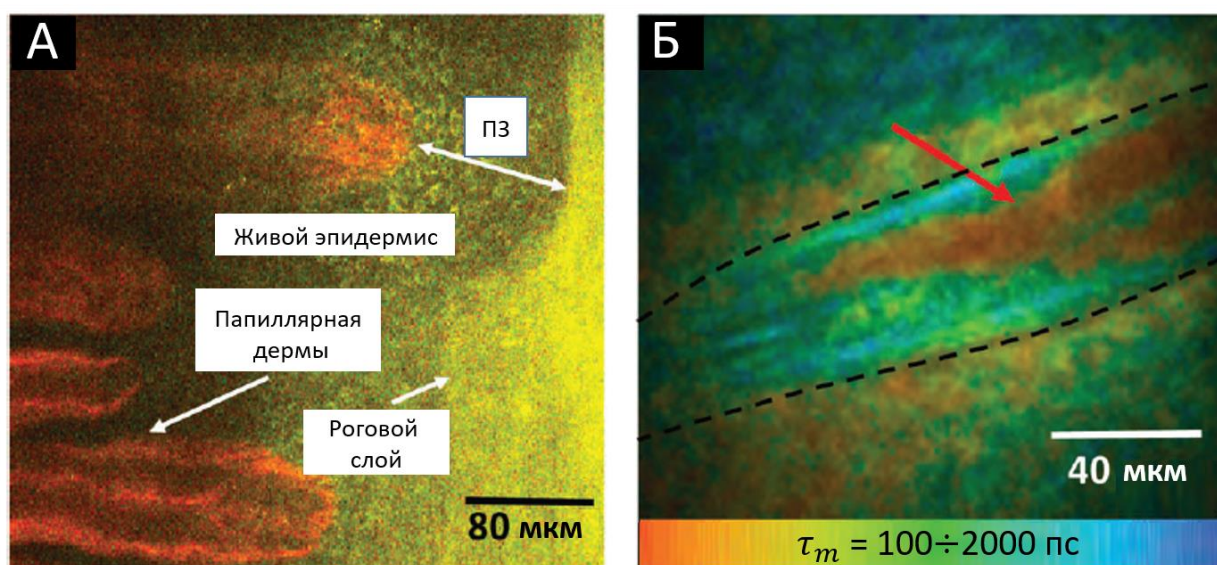 А
ПЗ
Живой эпидермис
Папиллярная
дермы
Роговой
слой
80 мкм
Б
40 мкм
τₘ = 100÷2000 пс